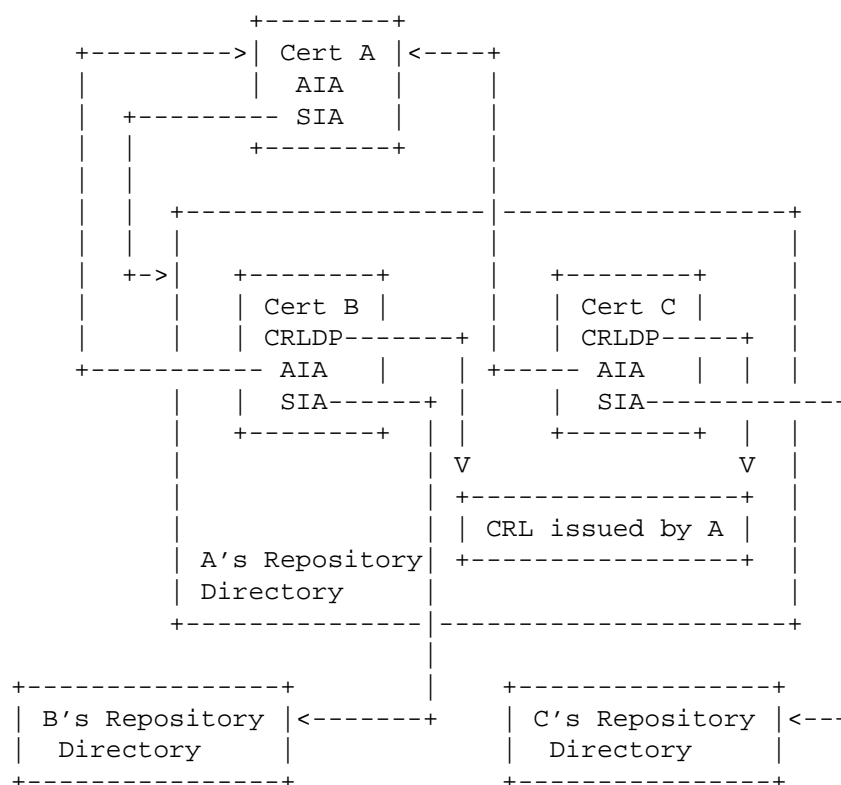 Cert A
AIA
SIA
Cert B
CRLDP
AIA
SIA
Cert C
CRLDP
AIA
SIA
V
V
CRL issued by A
A's Repository
Directory
B's Repository
Directory
C's Repository
Directory